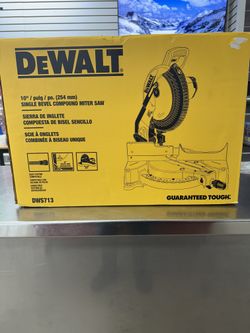 DEWALT
10" / pulg / po. (254 mm)
SINGLE BEVEL COMPOUND MITER SAW
SIERRA DE INGLETE
COMPUESTA DE BISEL SENCILLO
SCIE À ONGLETS
COMBINÉE À BISEAU UNIQUE
DWS713
GUARANTEED TOUGH.